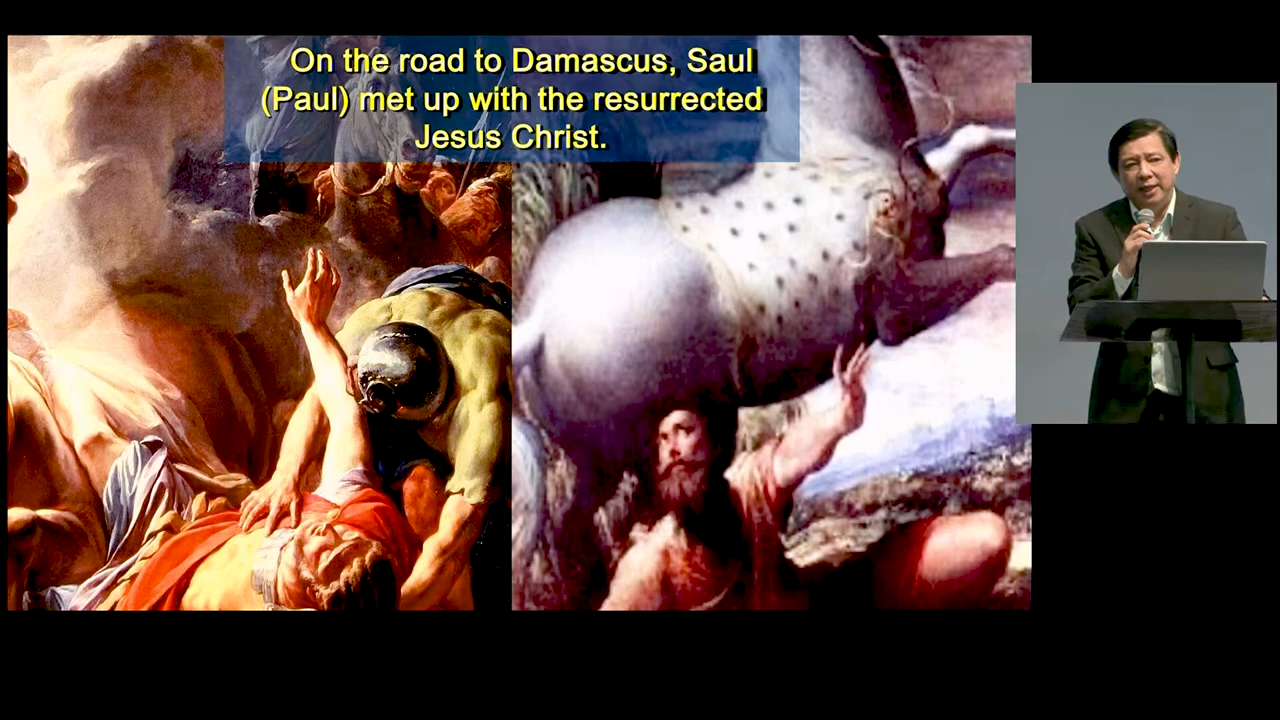 On the road to Damascus, Saul
(Paul) met up with the resurrected
Jesus Christ.